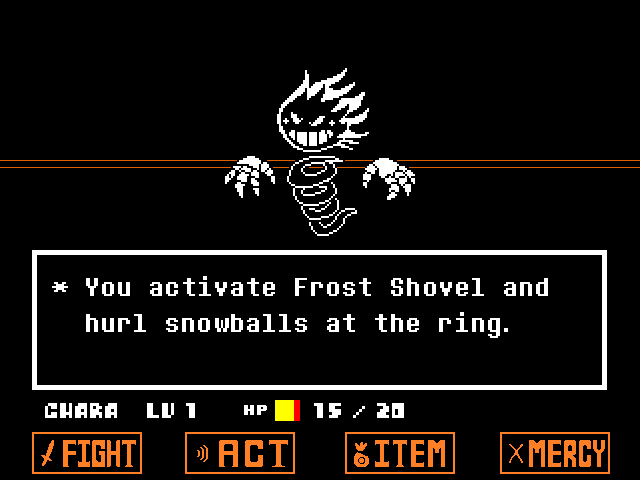 * You activate Frost Shovel and
hurl snowballs at the ring.
CHARA LV 1 HP 15 / 20
FIGHT ACT ITEM MERCY